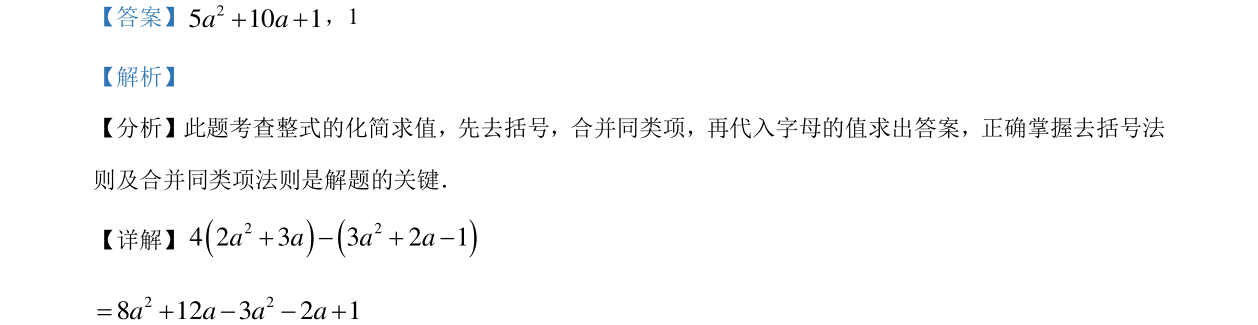 【答案】5a²+10a+1，1
【解析】
【分析】此题考查整式的化简求值，先去括号，合并同类项，再代入字母的值求出答案，正确掌握去括号法
则及合并同类项法则是解题的关键．
【详解】4(2a²+3a)−(3a²+2a−1)
=8a²+12a−3a²−2a+1